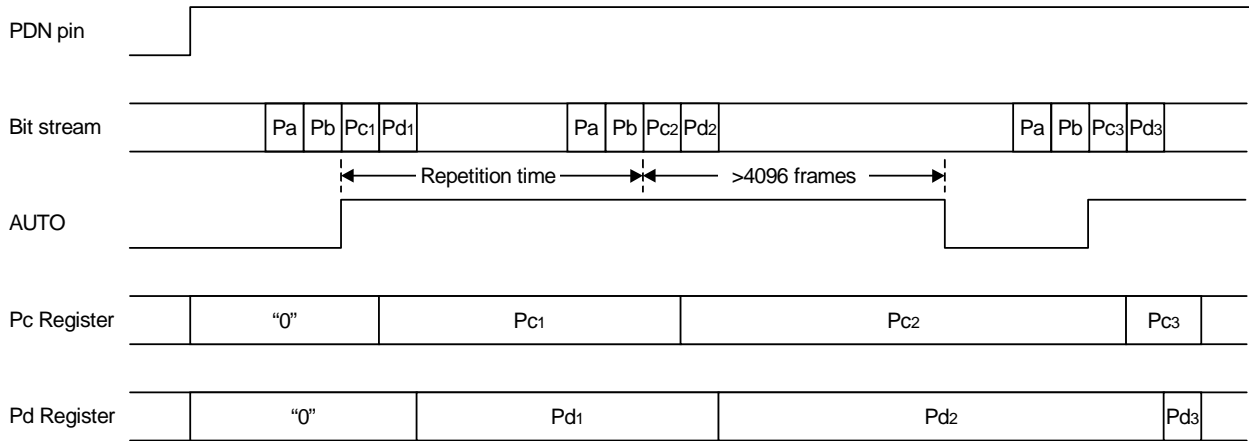 PDN pin
Bit stream Pa Pb Pc1 Pd1 Pa Pb Pc2 Pd2 Pa Pb Pc3 Pd3
Repetition time >4096 frames
AUTO
Pc Register “0” Pc1 Pc2 Pc3
Pd Register “0” Pd1 Pd2 Pd3